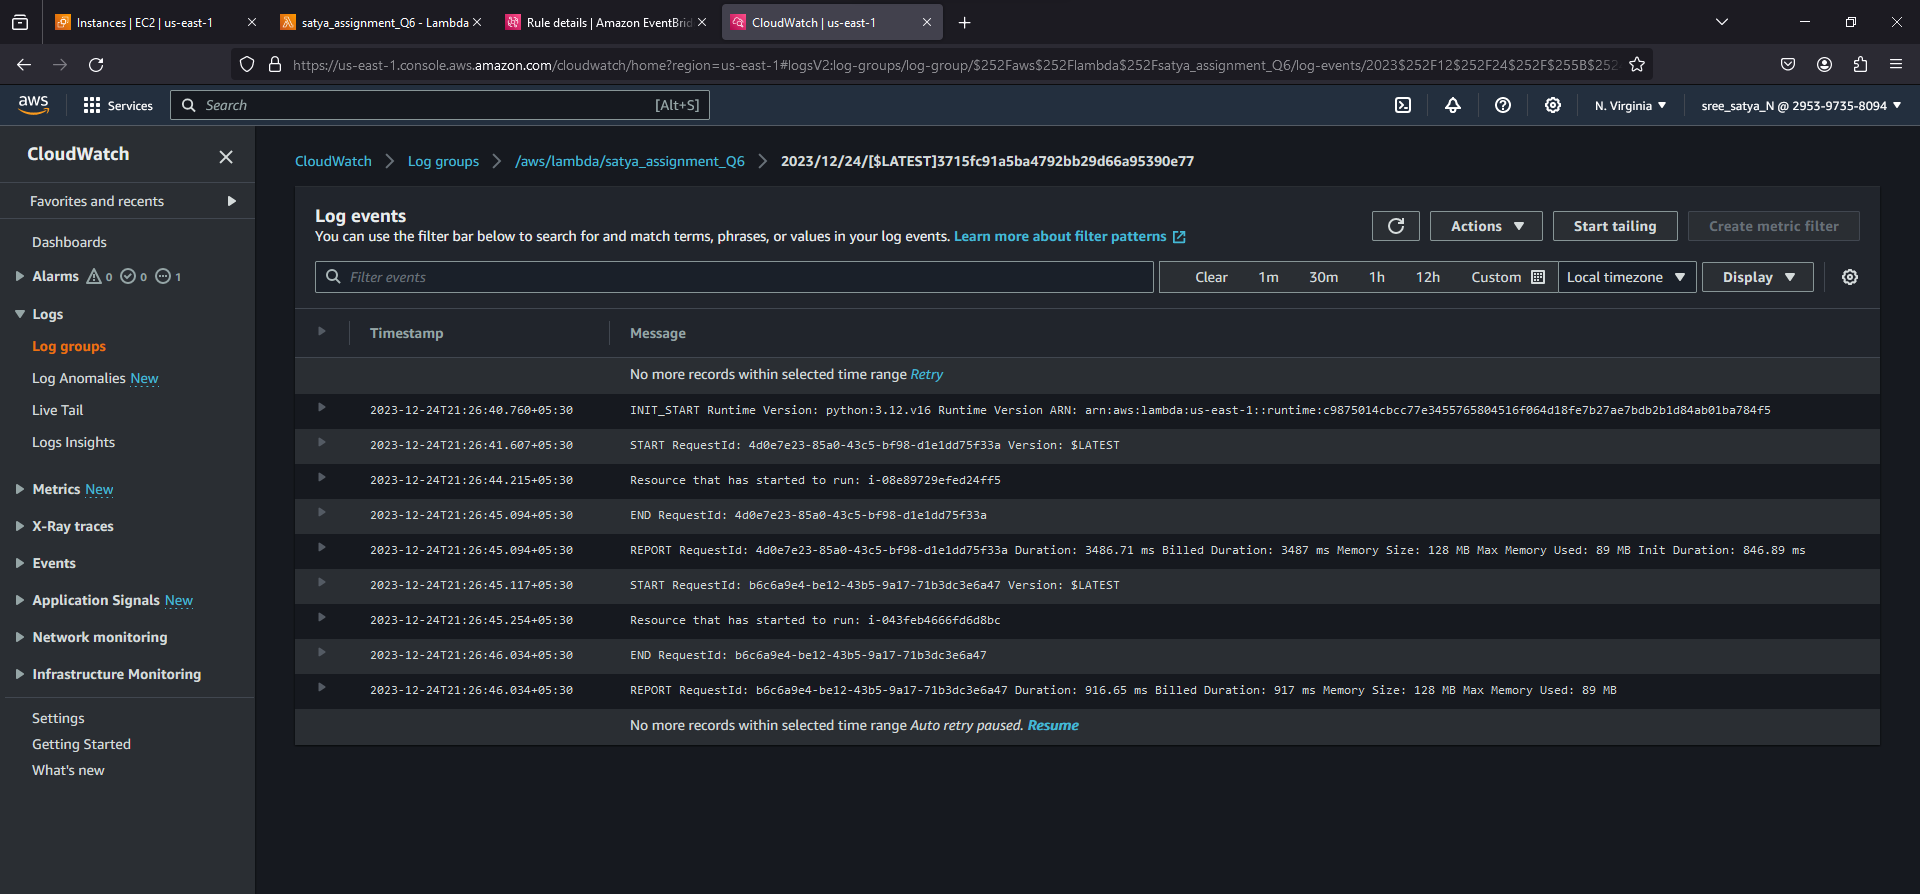 Instances | EC2 | us-east-1
satya_assignment_Q6 - Lambda
Rule details | Amazon EventBrid
CloudWatch | us-east-1
https://us-east-1.console.aws.amazon.com/cloudwatch/home?region=us-east-1#logsV2:log-groups/log-group/$252Faws$252Flambda$252Fsatya_assignment_Q6/log-events/2023$252F12$252F24$252F$255B$252
aws Services Search [Alt+S] N. Virginia sree_satya_N @ 2953-9735-8094
CloudWatch
Favorites and recents
Dashboards
Alarms 0 0 1
Logs
Log groups
Log Anomalies New
Live Tail
Logs Insights
Metrics New
X-Ray traces
Events
Application Signals New
Network monitoring
Infrastructure Monitoring
Settings
Getting Started
What's new
CloudWatch Log groups /aws/lambda/satya_assignment_Q6 2023/12/24/[$LATEST]3715fc91a5ba4792bb29d66a95390e77
Log events
You can use the filter bar below to search for and match terms, phrases, or values in your log events. Learn more about filter patterns
Actions Start tailing Create metric filter
Filter events Clear 1m 30m 1h 12h Custom Local timezone Display
Timestamp Message
No more records within selected time range Retry
2023-12-24T21:26:40.760+05:30 INIT_START Runtime Version: python:3.12.v16 Runtime Version ARN: arn:aws:lambda:us-east-1::runtime:c9875014cbcc77e3455765804516f064d18fe7b27ae7bdb2b1d84ab01ba784f5
2023-12-24T21:26:41.607+05:30 START RequestId: 4d0e7e23-85a0-43c5-bf98-d1e1dd75f33a Version: $LATEST
2023-12-24T21:26:44.215+05:30 Resource that has started to run: i-08e89729efed24ff5
2023-12-24T21:26:45.094+05:30 END RequestId: 4d0e7e23-85a0-43c5-bf98-d1e1dd75f33a
2023-12-24T21:26:45.094+05:30 REPORT RequestId: 4d0e7e23-85a0-43c5-bf98-d1e1dd75f33a Duration: 3486.71 ms Billed Duration: 3487 ms Memory Size: 128 MB Max Memory Used: 89 MB Init Duration: 846.89 ms
2023-12-24T21:26:45.117+05:30 START RequestId: b6c6a9e4-be12-43b5-9a17-71b3dc3e6a47 Version: $LATEST
2023-12-24T21:26:45.254+05:30 Resource that has started to run: i-043feb4666fd6d8bc
2023-12-24T21:26:46.034+05:30 END RequestId: b6c6a9e4-be12-43b5-9a17-71b3dc3e6a47
2023-12-24T21:26:46.034+05:30 REPORT RequestId: b6c6a9e4-be12-43b5-9a17-71b3dc3e6a47 Duration: 916.65 ms Billed Duration: 917 ms Memory Size: 128 MB Max Memory Used: 89 MB
No more records within selected time range Auto retry paused. Resume